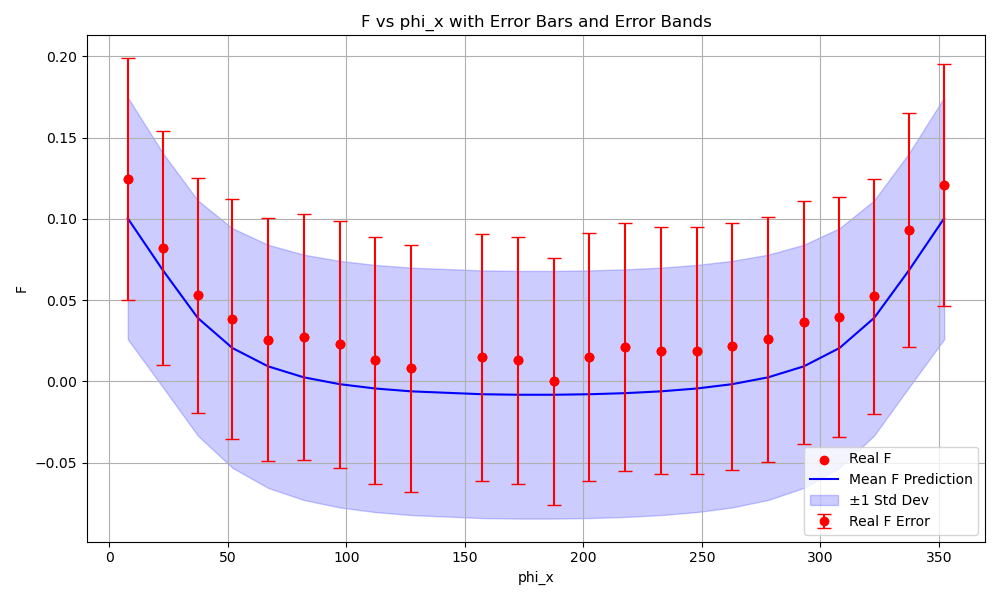 F vs phi_x with Error Bars and Error Bands
F
0.20
0.15
0.10
0.05
0.00
−0.05
0 50 100 150 200 250 300 350
phi_x
Real F
Mean F Prediction
±1 Std Dev
Real F Error